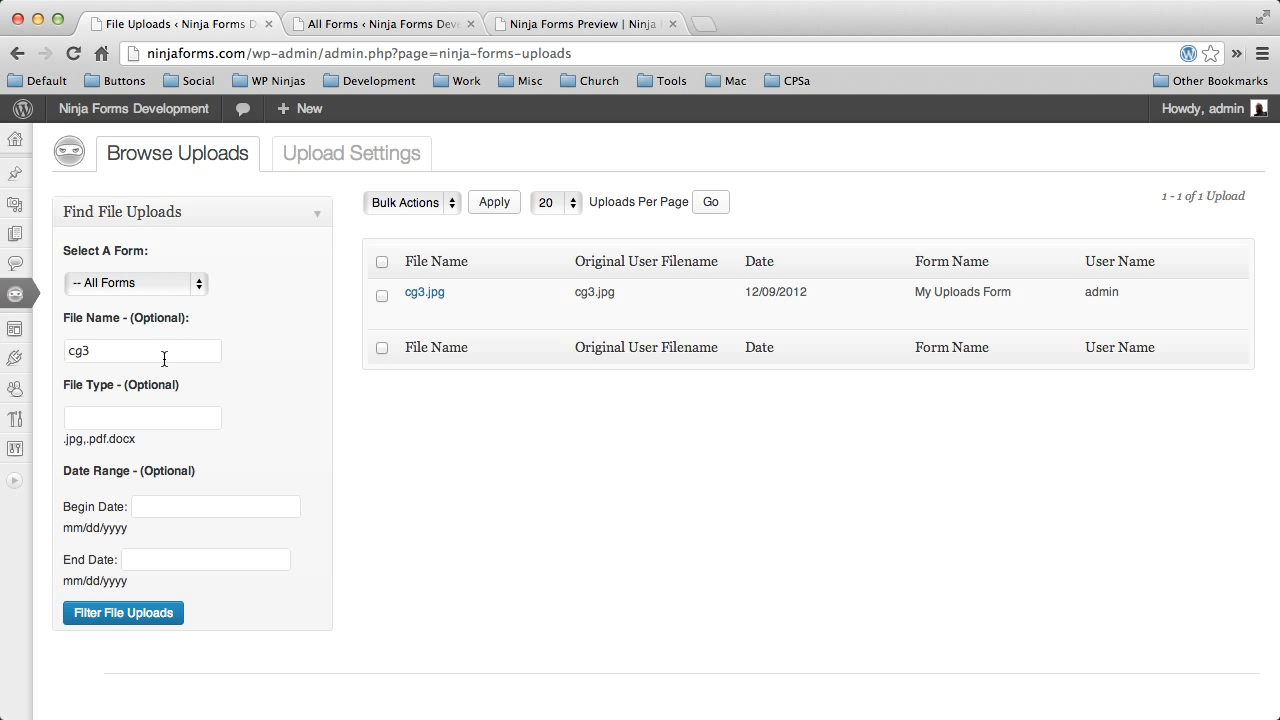 File Uploads ‹ Ninja Forms D
All Forms ‹ Ninja Forms Deve
Ninja Forms Preview | Ninja
ninjaforms.com/wp-admin/admin.php?page=ninja-forms-uploads
Default
Buttons
Social
WP Ninjas
Development
Work
Misc
Church
Tools
Mac
CPSa
Other Bookmarks
Ninja Forms Development
+ New
Howdy, admin
Browse Uploads
Upload Settings
Find File Uploads
Select A Form:
-- All Forms
File Name - (Optional):
cg3
File Type - (Optional)
.jpg,.pdf.docx
Date Range - (Optional)
Begin Date:
mm/dd/yyyy
End Date:
mm/dd/yyyy
Filter File Uploads
Bulk Actions
Apply
20
Uploads Per Page
Go
1 - 1 of 1 Upload
File Name Original User Filename Date Form Name User Name
cg3.jpg cg3.jpg 12/09/2012 My Uploads Form admin
File Name Original User Filename Date Form Name User Name